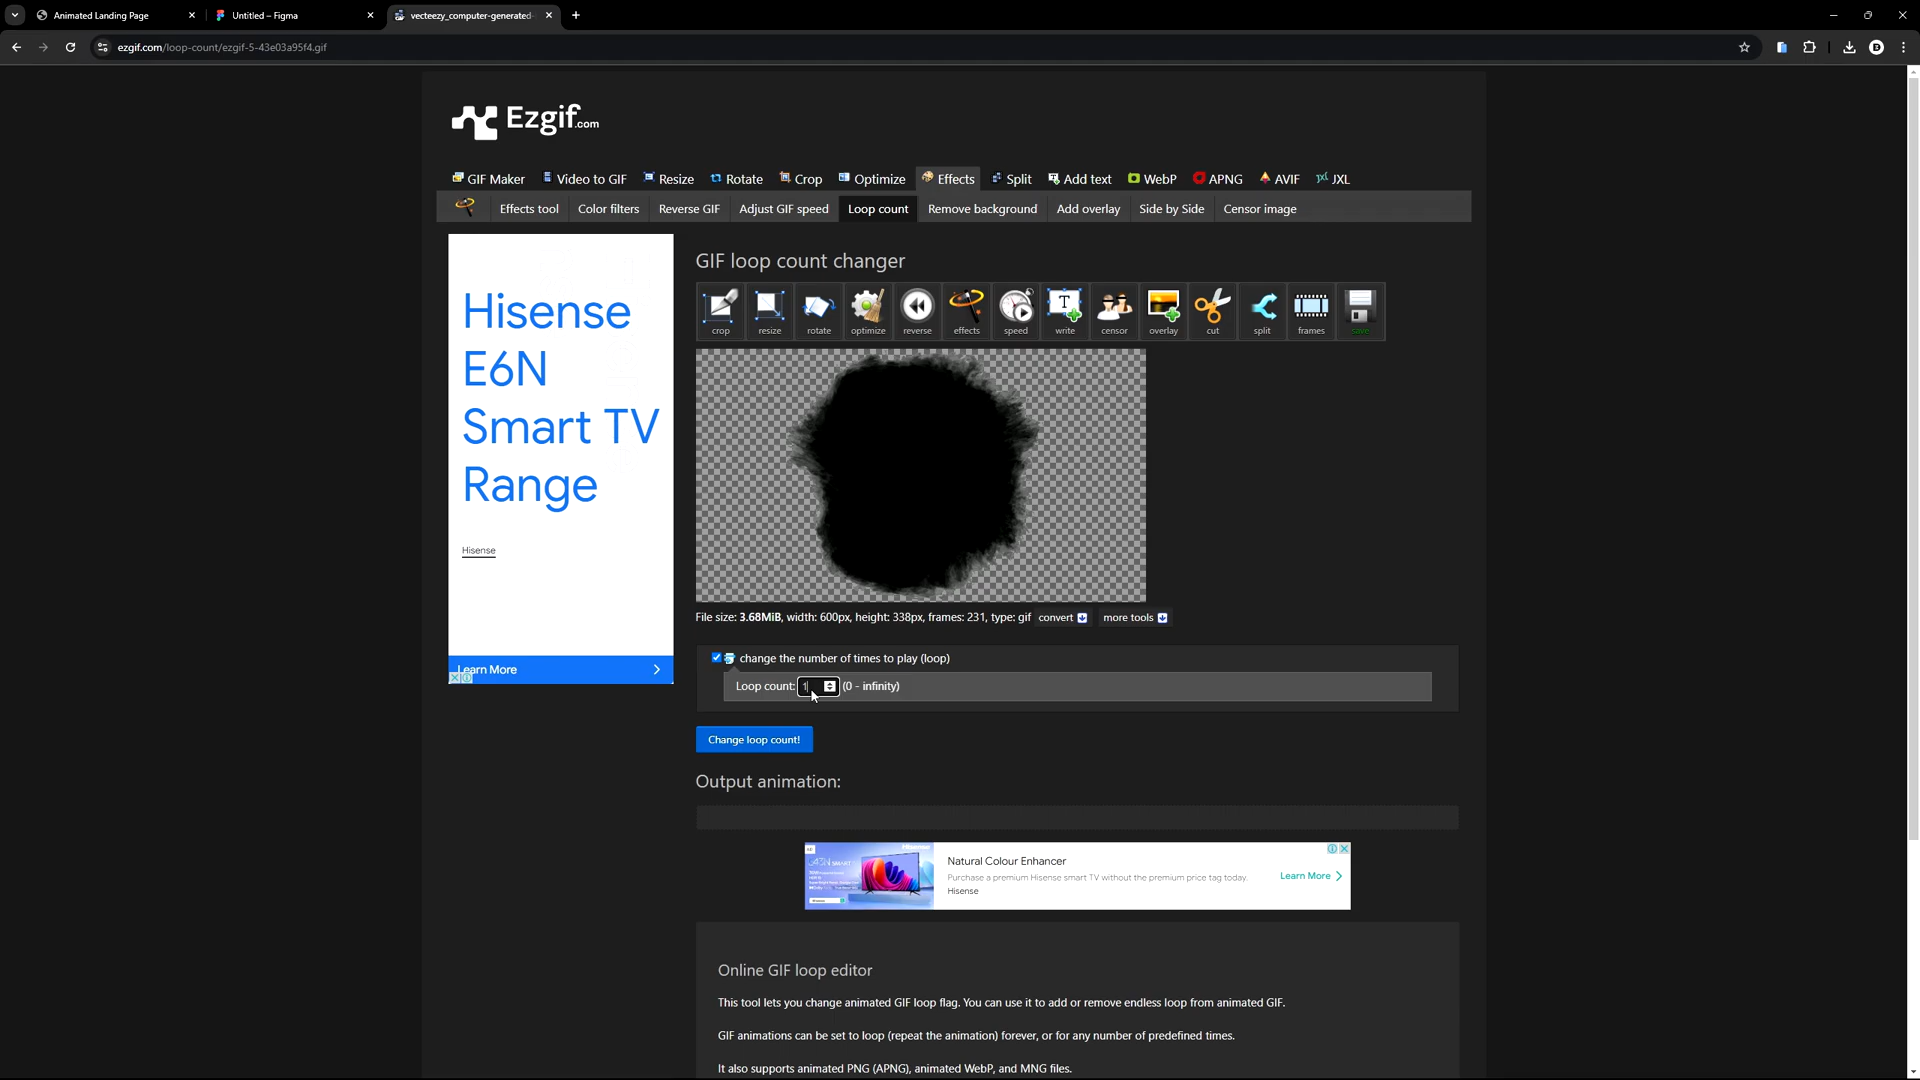 Animated Landing Page
Untitled – Figma
vecteezy_computer-generated-
ezgif.com/loop-count/ezgif-5-43e03a95f4.gif
Ezgif.com
GIF Maker Video to GIF Resize Rotate Crop Optimize Effects Split Add text WebP APNG AVIF JXL
Effects tool Color filters Reverse GIF Adjust GIF speed Loop count Remove background Add overlay Side by Side Censor image
Hisense
E6N
Smart TV
Range
Hisense
Learn More
GIF loop count changer
crop resize rotate optimize reverse effects speed write censor overlay cut split frames save
File size: 3.68MiB, width: 600px, height: 338px, frames: 231, type: gif convert more tools
change the number of times to play (loop)
Loop count: 1 (0 - infinity)
Change loop count!
Output animation:
Natural Colour Enhancer
Purchase a premium Hisense smart TV without the premium price tag today.
Hisense
Learn More
Online GIF loop editor
This tool lets you change animated GIF loop flag. You can use it to add or remove endless loop from animated GIF.
GIF animations can be set to loop (repeat the animation) forever, or for any number of predefined times.
It also supports animated PNG (APNG), animated WebP, and MNG files.